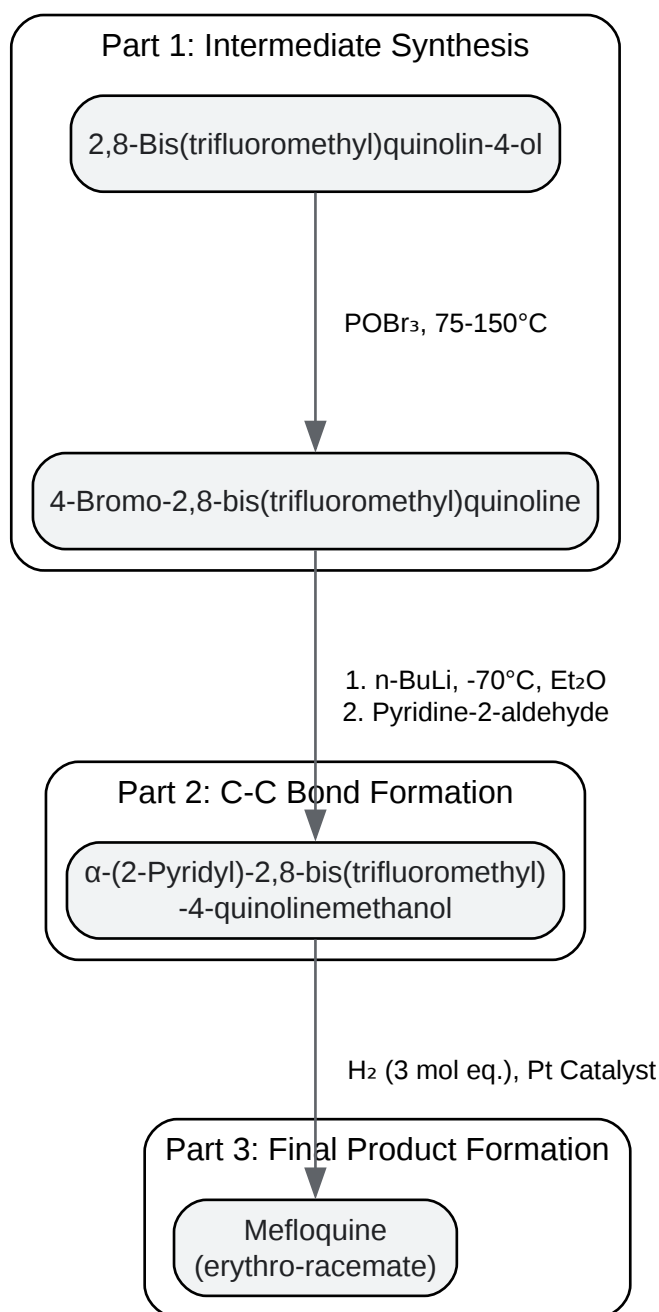 Part 1: Intermediate Synthesis
2,8-Bis(trifluoromethyl)quinolin-4-ol
POBr₃, 75-150°C
4-Bromo-2,8-bis(trifluoromethyl)quinoline
1. n-BuLi, -70°C, Et₂O
2. Pyridine-2-aldehyde
Part 2: C-C Bond Formation
α-(2-Pyridyl)-2,8-bis(trifluoromethyl)
-4-quinolinemethanol
H₂ (3 mol eq.), Pt Catalyst
Part 3: Final Product Formation
Mefloquine
(erythro-racemate)